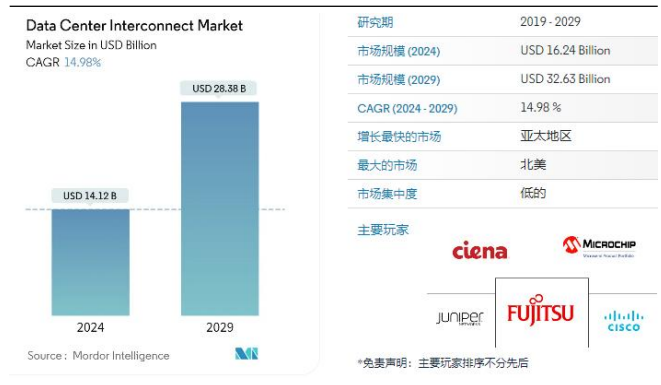 Data Center Interconnect Market
Market Size in USD Billion
CAGR 14.98%
USD 28.38 B
USD 14.12 B
2024
2029
Source : Mordor Intelligence
研究期 2019 - 2029
市场规模 (2024) USD 16.24 Billion
市场规模 (2029) USD 32.63 Billion
CAGR (2024 - 2029) 14.98 %
增长最快的市场 亚太地区
最大的市场 北美
市场集中度 低的
主要玩家
ciena
MICROCHIP
JUNIPER
NETWORKS
FUJITSU
CISCO
*免责声明：主要玩家排序不分先后